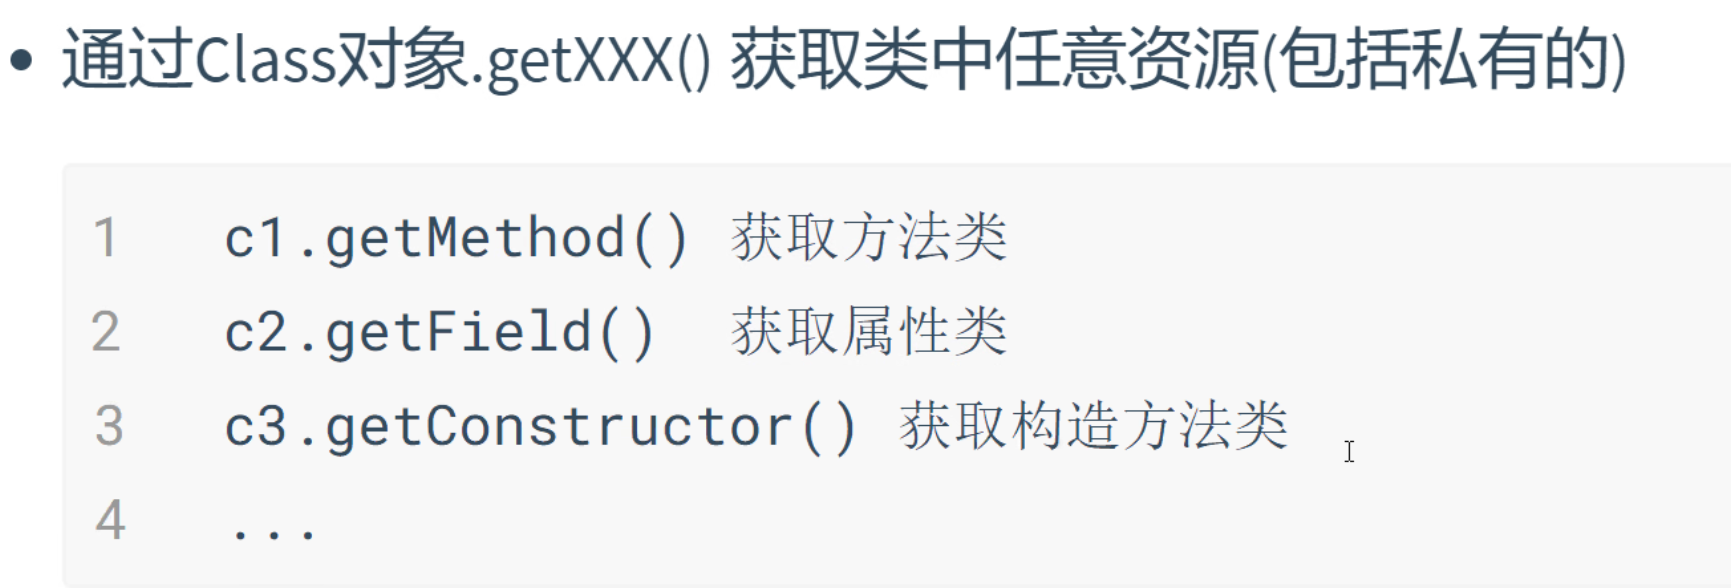 • 通过Class对象.getXXX() 获取类中任意资源(包括私有的)
1 c1.getMethod() 获取方法类
2 c2.getField() 获取属性类
3 c3.getConstructor() 获取构造方法类
4 ...